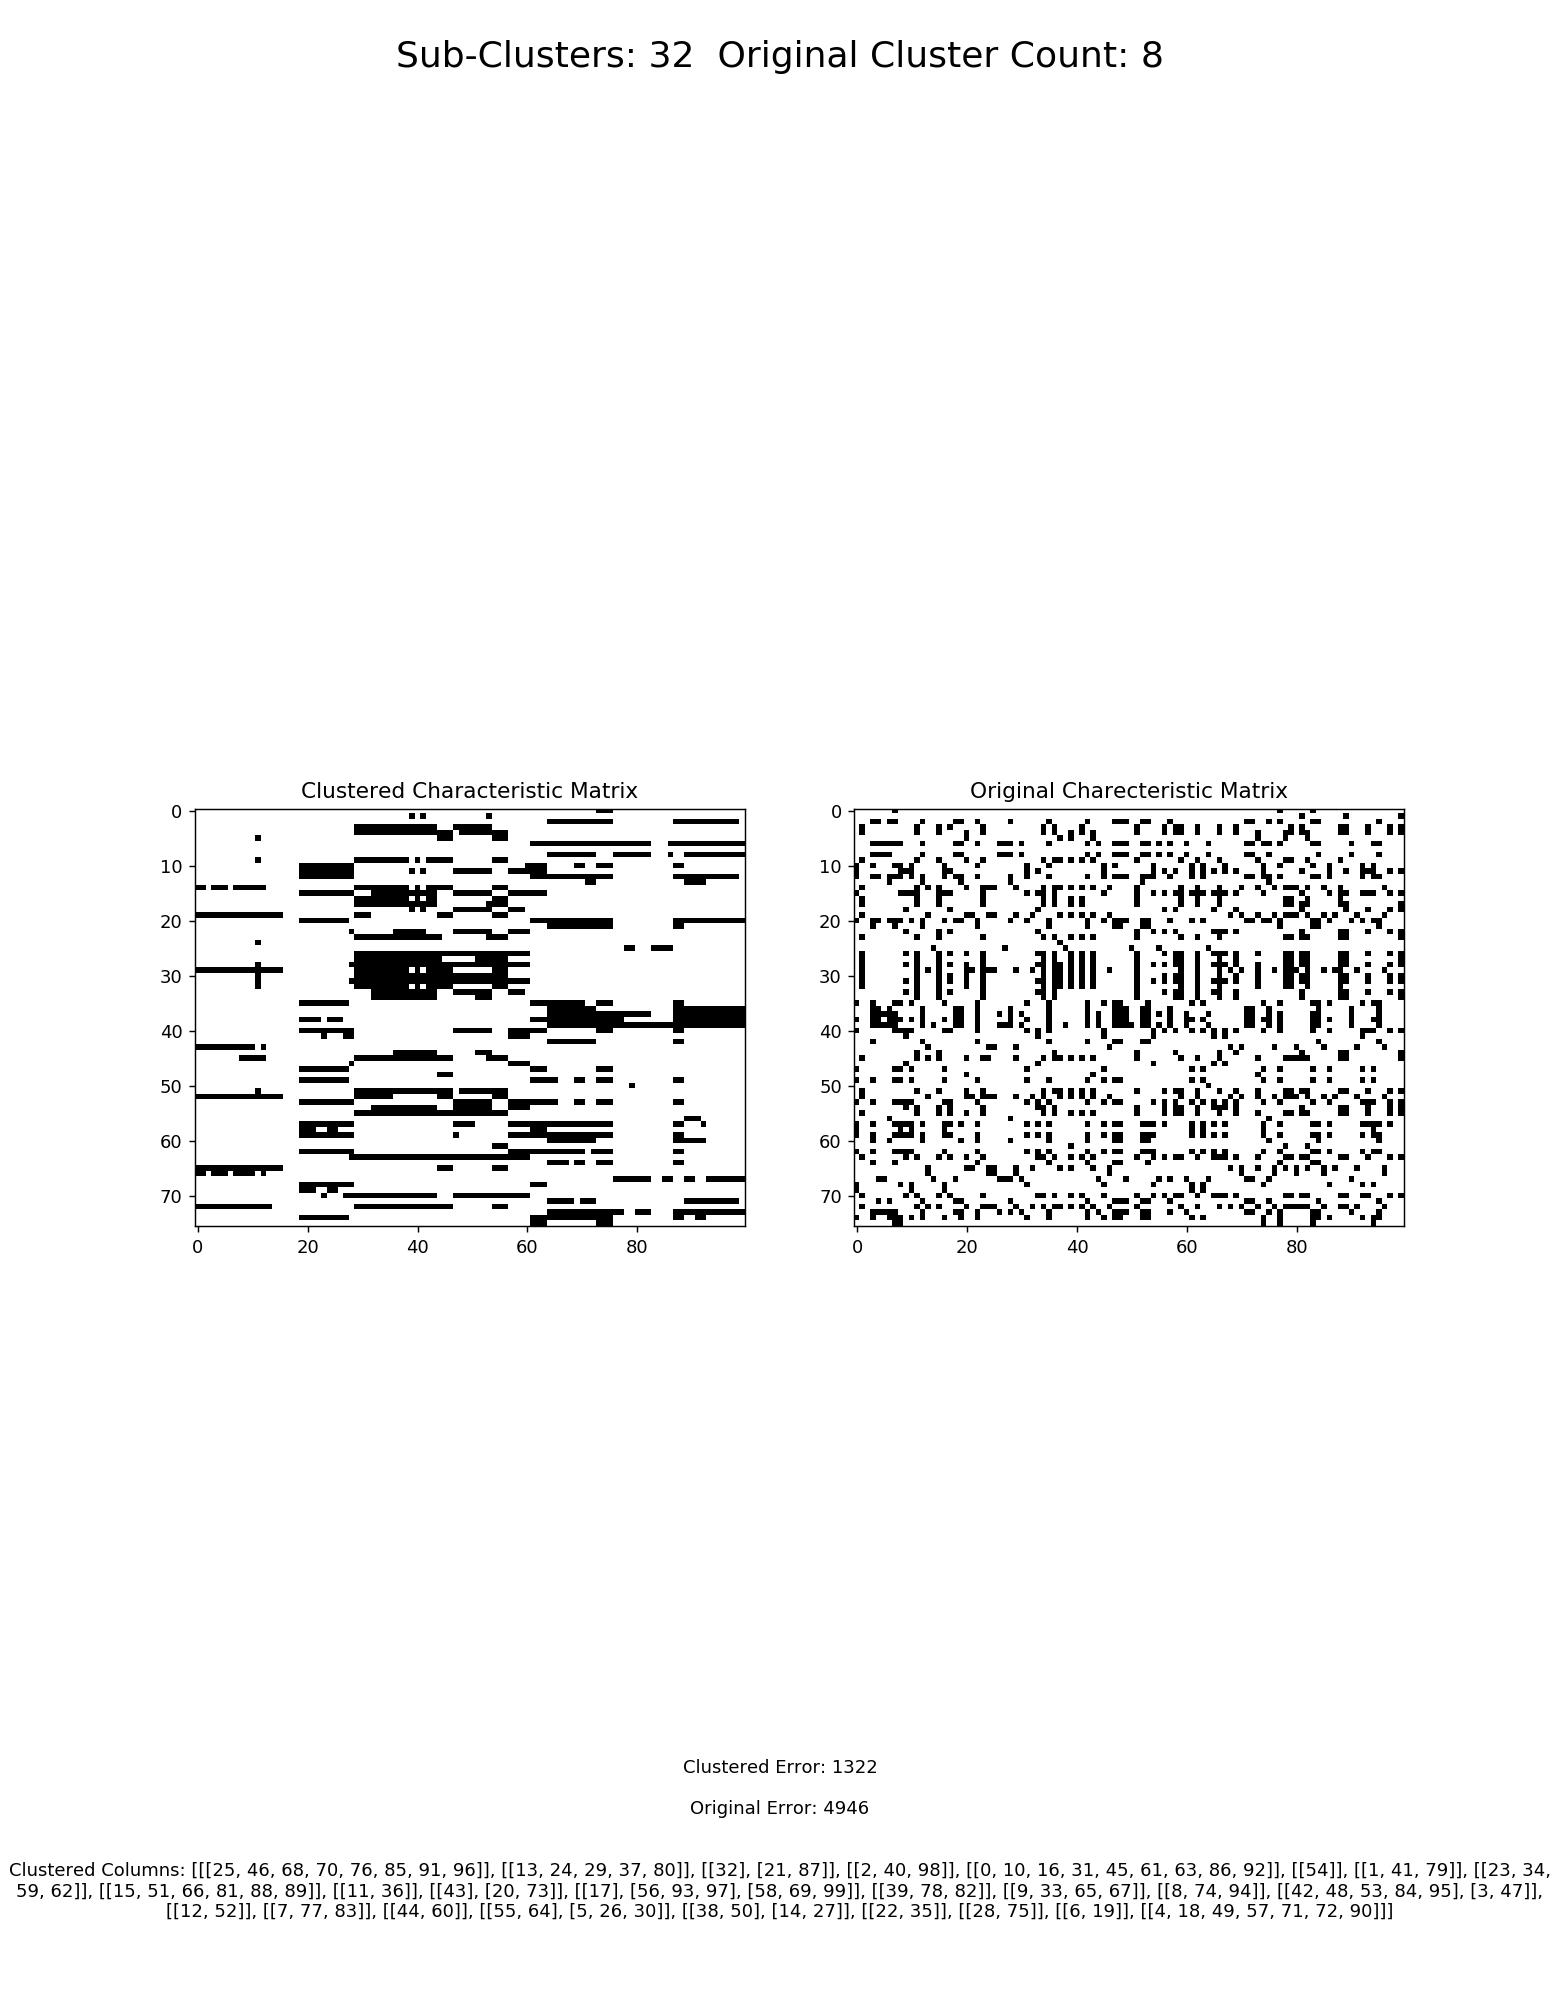 Sub-Clusters: 32  Original Cluster Count: 8
Clustered Characteristic Matrix
0
10
20
30
40
50
60
70
0 20 40 60 80
Original Charecteristic Matrix
0
10
20
30
40
50
60
70
0 20 40 60 80
Clustered Error: 1322
Original Error: 4946
Clustered Columns: [[[25, 46, 68, 70, 76, 85, 91, 96]], [[13, 24, 29, 37, 80]], [[32], [21, 87]], [[2, 40, 98]], [[0, 10, 16, 31, 45, 61, 63, 86, 92]], [[54]], [[1, 41, 79]], [[23, 34,
59, 62]], [[15, 51, 66, 81, 88, 89]], [[11, 36]], [[43], [20, 73]], [[17], [56, 93, 97], [58, 69, 99]], [[39, 78, 82]], [[9, 33, 65, 67]], [[8, 74, 94]], [[42, 48, 53, 84, 95], [3, 47]],
[[12, 52]], [[7, 77, 83]], [[44, 60]], [[55, 64], [5, 26, 30]], [[38, 50], [14, 27]], [[22, 35]], [[28, 75]], [[6, 19]], [[4, 18, 49, 57, 71, 72, 90]]]